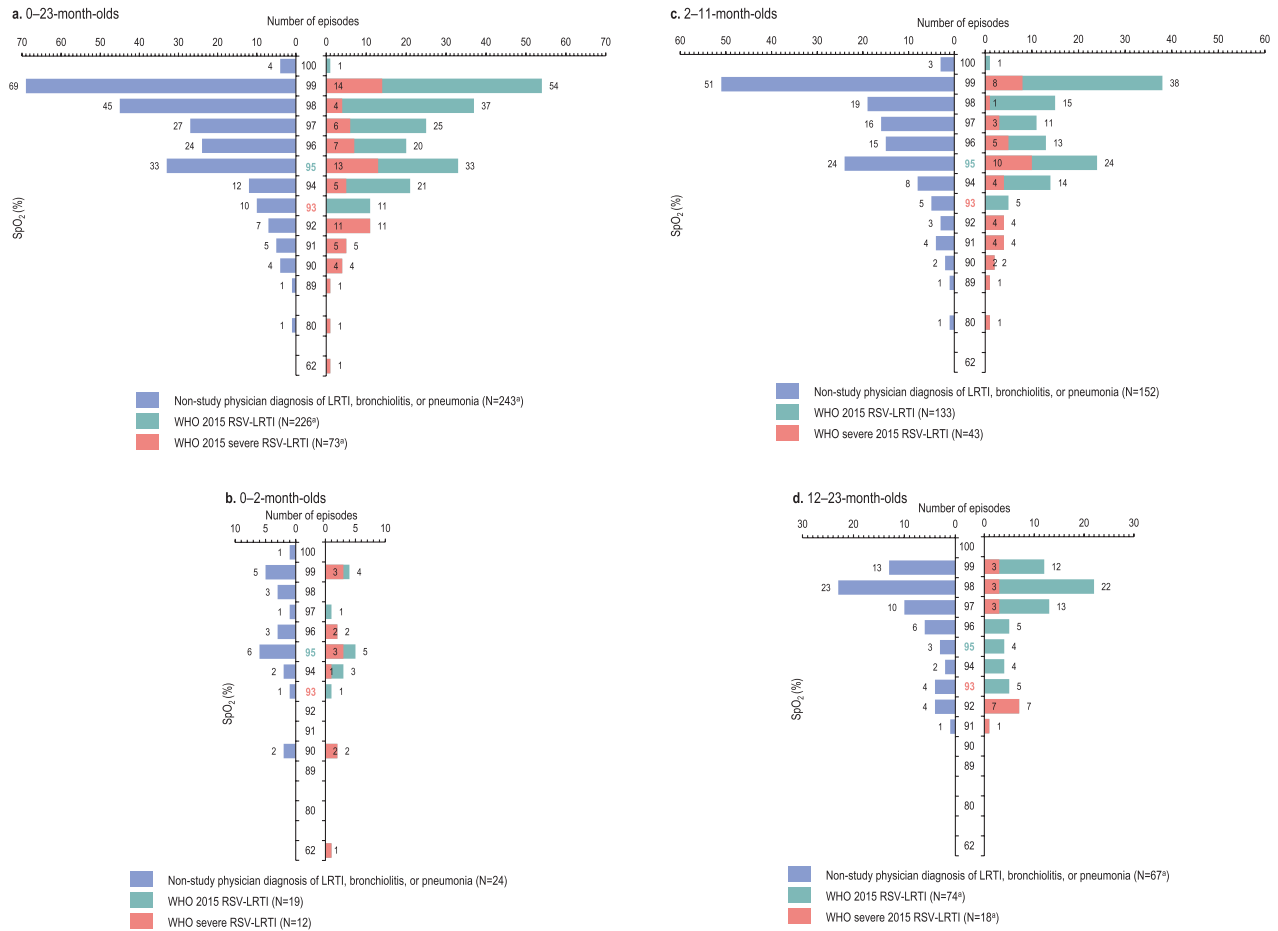 a. 0–23-month-olds
Number of episodes
70 60 50 40 30 20 10 0 0 10 20 30 40 50 60 70
SpO2 (%)
4 100 1
69 99 14 54
45 98 4 37
27 97 6 25
24 96 7 20
33 95 13 33
12 94 5 21
10 93 11
7 92 11 11
5 91 5 5
4 90 4 4
1 89 1
1 80 1
62 1
Non-study physician diagnosis of LRTI, bronchiolitis, or pneumonia (N=243a)
WHO 2015 RSV-LRTI (N=226a)
WHO 2015 severe RSV-LRTI (N=73a)
c. 2–11-month-olds
Number of episodes
60 50 40 30 20 10 0 0 10 20 30 40 50 60
SpO2 (%)
3 100 1
51 99 8 38
19 98 1 15
16 97 3 11
15 96 5 13
24 95 10 24
8 94 4 14
5 93 5
3 92 4 4
4 91 4 4
2 90 2 2
1 89 1
1 80 1
62
Non-study physician diagnosis of LRTI, bronchiolitis, or pneumonia (N=152)
WHO 2015 RSV-LRTI (N=133)
WHO severe 2015 RSV-LRTI (N=43)
b. 0–2-month-olds
Number of episodes
10 5 0 0 5 10
SpO2 (%)
1 100
5 99 3 4
3 98
1 97 1
3 96 2 2
6 95 3 5
2 94 1 3
1 93 1
92
91
2 90 2 2
89
80
62 1
Non-study physician diagnosis of LRTI, bronchiolitis, or pneumonia (N=24)
WHO 2015 RSV-LRTI (N=19)
WHO severe RSV-LRTI (N=12)
d. 12–23-month-olds
Number of episodes
30 20 10 0 0 10 20 30
SpO2 (%)
100
13 99 3 12
23 98 3 22
10 97 3 13
6 96 5
3 95 4
2 94 4
4 93 5
4 92 7 7
1 91 1
90
89
80
62
Non-study physician diagnosis of LRTI, bronchiolitis, or pneumonia (N=67a)
WHO 2015 RSV-LRTI (N=74a)
WHO severe 2015 RSV-LRTI (N=18a)